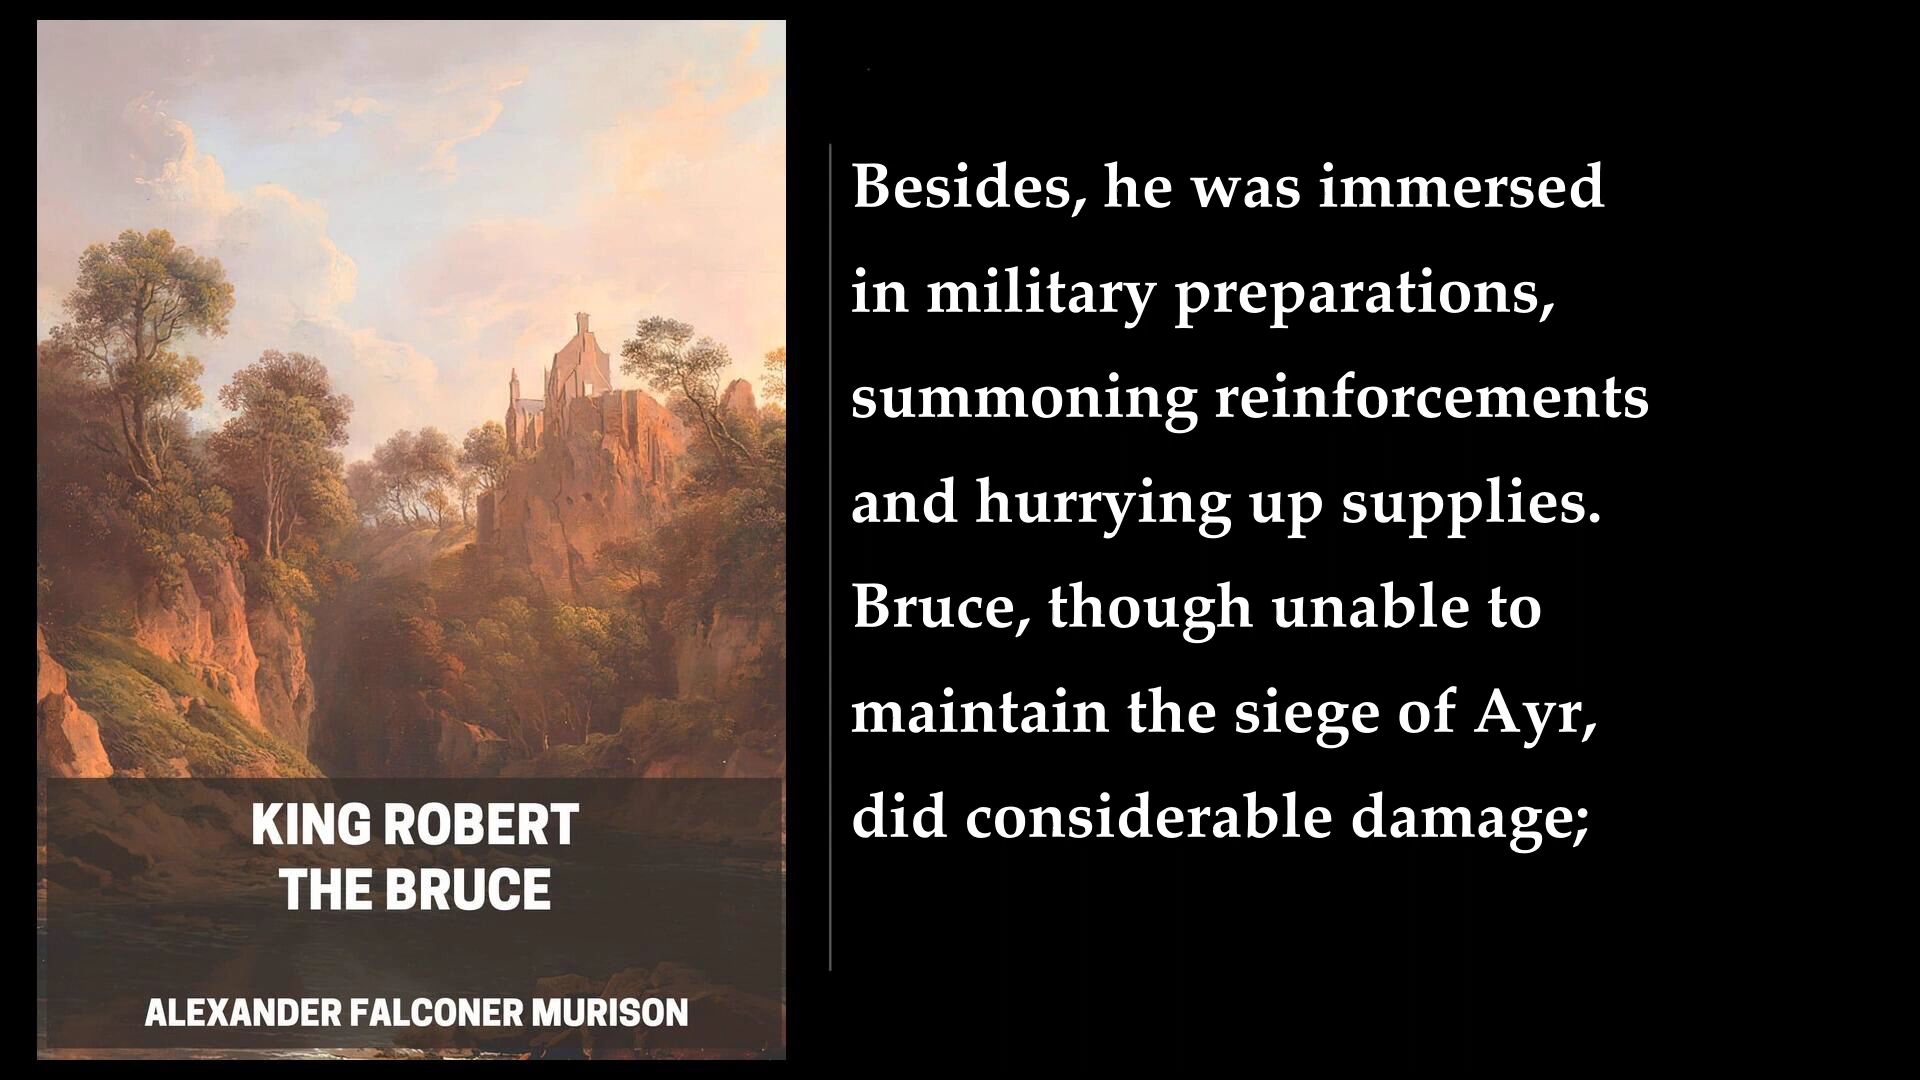 KING ROBERT
THE BRUCE
ALEXANDER FALCONER MURISON
Besides, he was immersed
in military preparations,
summoning reinforcements
and hurrying up supplies.
Bruce, though unable to
maintain the siege of Ayr,
did considerable damage;